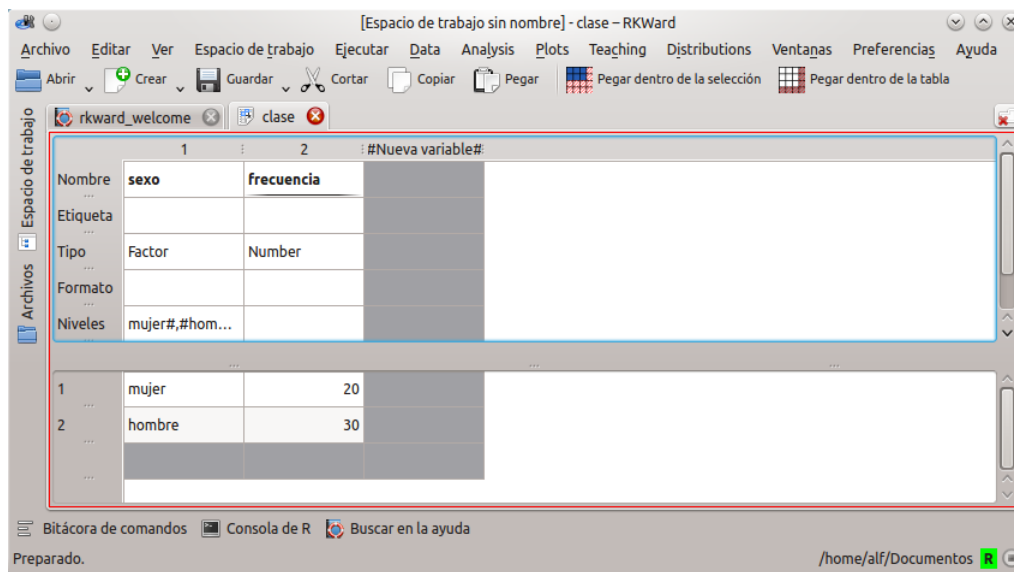 [Espacio de trabajo sin nombre] - clase – RKWard
Archivo Editar Ver Espacio de trabajo Ejecutar Data Analysis Plots Teaching Distributions Ventanas Preferencias Ayuda
Abrir Crear Guardar Cortar Copiar Pegar Pegar dentro de la selección Pegar dentro de la tabla
Espacio de trabajo
Archivos
rkward_welcome clase
1 2 #Nueva variable#
Nombre sexo frecuencia
...
Etiqueta
...
Tipo Factor Number
...
Formato
...
Niveles mujer#,#hom...
... ... ...
1 mujer 20
...
2 hombre 30
...
...
Bitácora de comandos Consola de R Buscar en la ayuda
Preparado. /home/alf/Documentos R